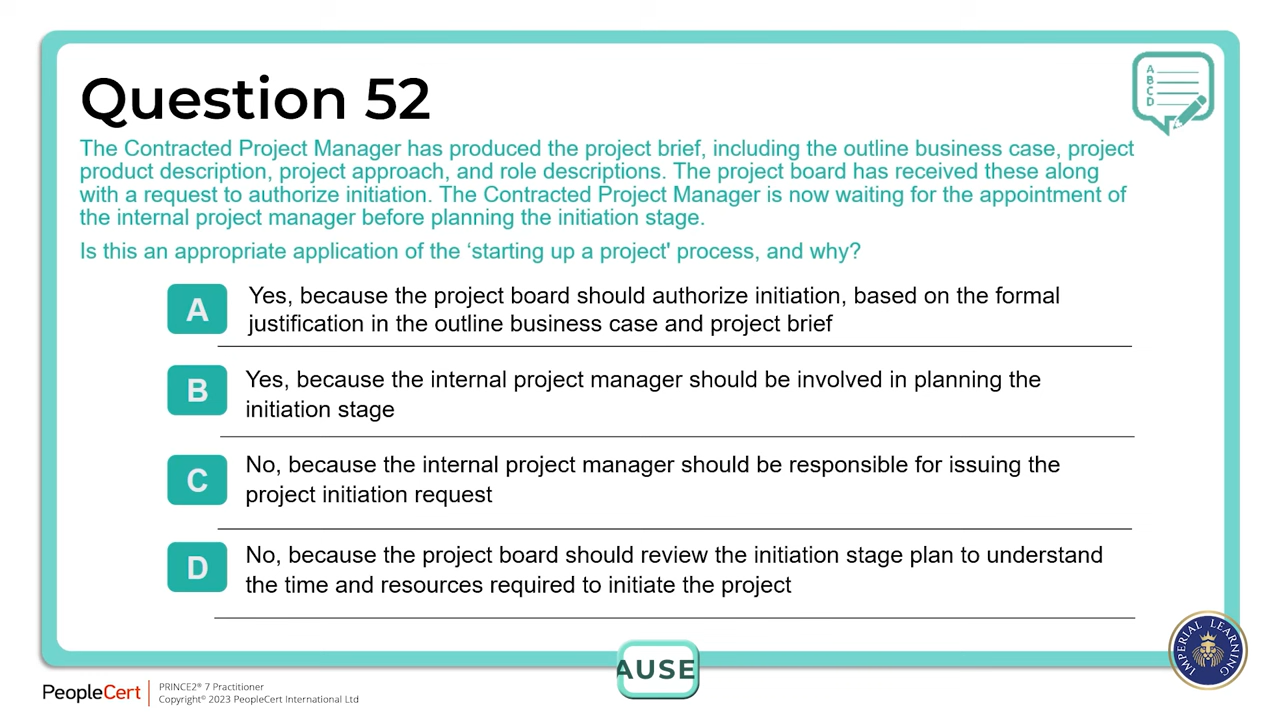 A
B
C
D
Question 52
The Contracted Project Manager has produced the project brief, including the outline business case, project
product description, project approach, and role descriptions. The project board has received these along
with a request to authorize initiation. The Contracted Project Manager is now waiting for the appointment of
the internal project manager before planning the initiation stage.
Is this an appropriate application of the ‘starting up a project' process, and why?
A
Yes, because the project board should authorize initiation, based on the formal
justification in the outline business case and project brief
B
Yes, because the internal project manager should be involved in planning the
initiation stage
C
No, because the internal project manager should be responsible for issuing the
project initiation request
D
No, because the project board should review the initiation stage plan to understand
the time and resources required to initiate the project
AUSE
IMPERIAL LEARNING
PeopleCert
PRINCE2® 7 Practitioner
Copyright© 2023 PeopleCert International Ltd